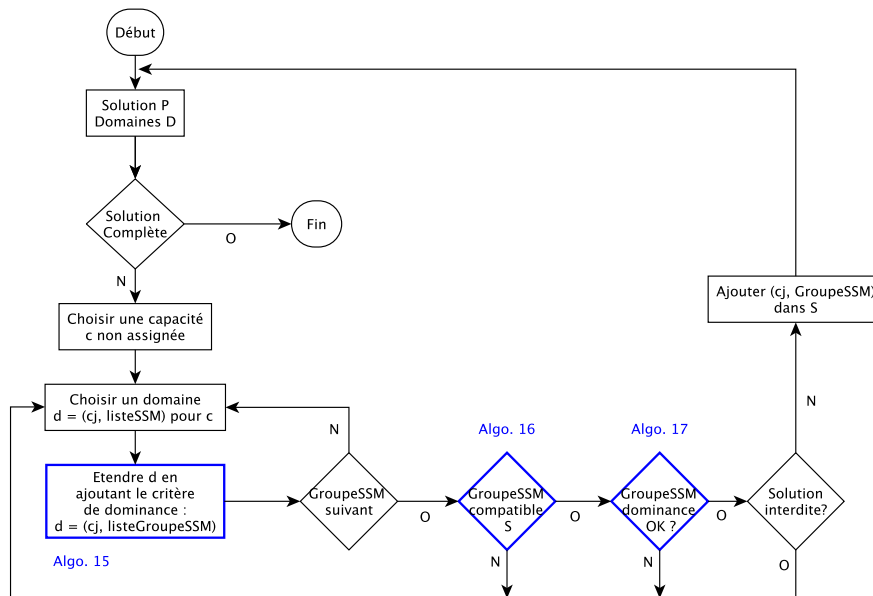 Début
Solution P
Domaines D
Solution
Complète
O
Fin
N
Choisir une capacité
c non assignée
Ajouter (cj, GroupeSSM)
dans S
Choisir un domaine
d = (cj, listeSSM) pour c
N
N
Algo. 16
Algo. 17
Etendre d en
ajoutant le critère
de dominance :
d = (cj, listeGroupeSSM)
GroupeSSM
suivant
O
GroupeSSM
compatible
S
O
GroupeSSM
dominance
OK ?
O
Solution
interdite?
Algo. 15
N
N
O